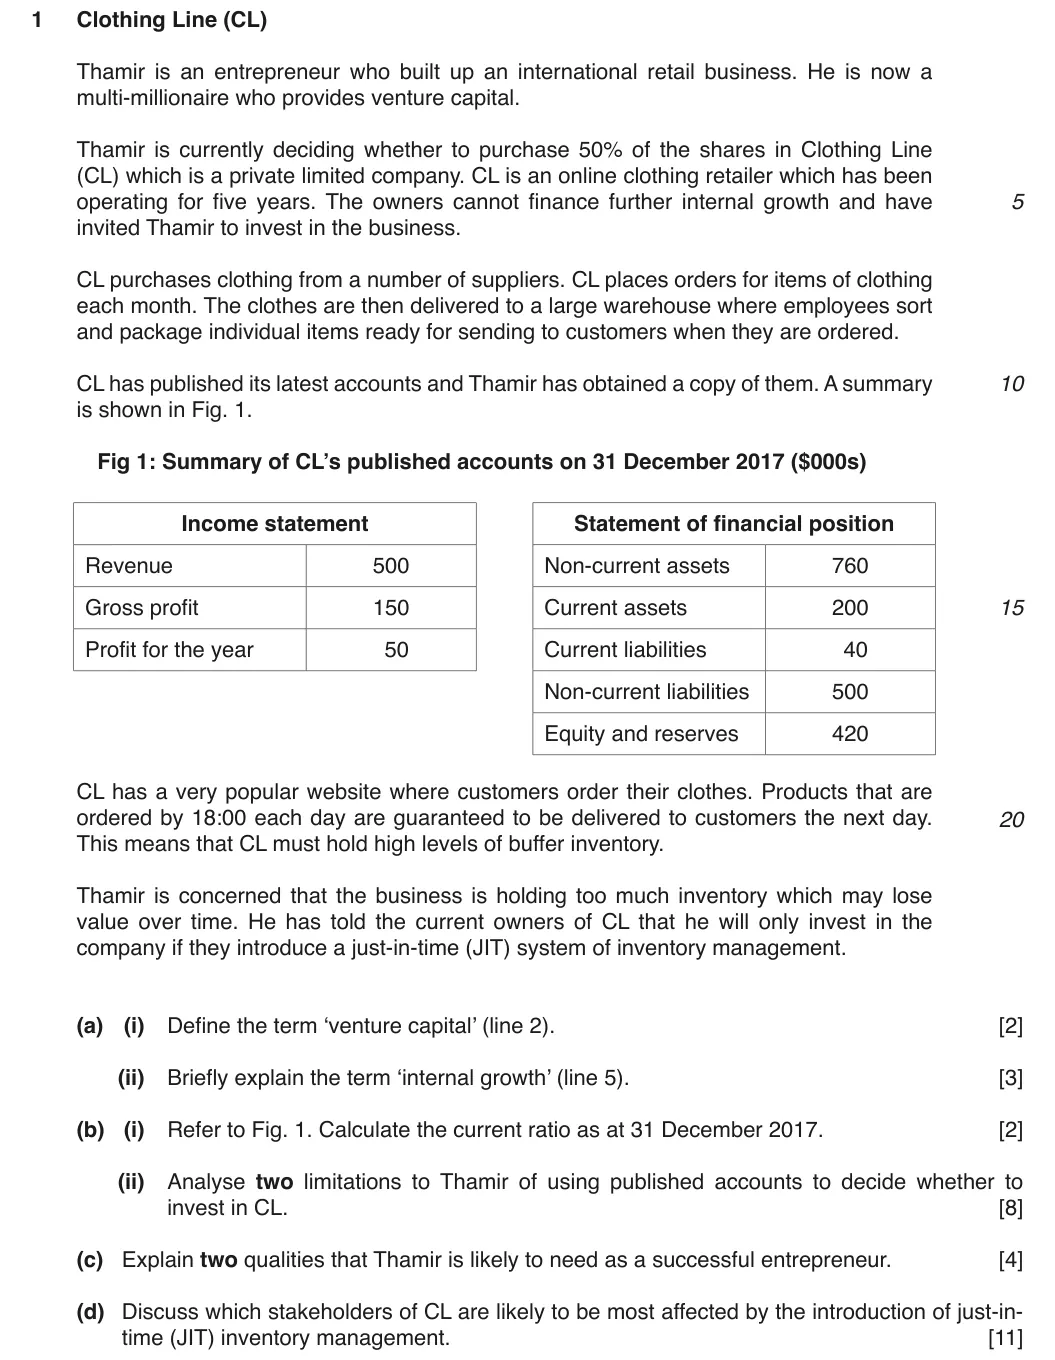 1 Clothing Line (CL)
Thamir is an entrepreneur who built up an international retail business. He is now a
multi-millionaire who provides venture capital.
Thamir is currently deciding whether to purchase 50% of the shares in Clothing Line
(CL) which is a private limited company. CL is an online clothing retailer which has been
operating for five years. The owners cannot finance further internal growth and have 5
invited Thamir to invest in the business.
CL purchases clothing from a number of suppliers. CL places orders for items of clothing
each month. The clothes are then delivered to a large warehouse where employees sort
and package individual items ready for sending to customers when they are ordered.
CL has published its latest accounts and Thamir has obtained a copy of them. A summary 10
is shown in Fig. 1.
Fig 1: Summary of CL’s published accounts on 31 December 2017 ($000s)
Income statement
Revenue 500
Gross profit 150
Profit for the year 50
Statement of financial position
Non-current assets 760
Current assets 200 15
Current liabilities 40
Non-current liabilities 500
Equity and reserves 420
CL has a very popular website where customers order their clothes. Products that are
ordered by 18:00 each day are guaranteed to be delivered to customers the next day. 20
This means that CL must hold high levels of buffer inventory.
Thamir is concerned that the business is holding too much inventory which may lose
value over time. He has told the current owners of CL that he will only invest in the
company if they introduce a just-in-time (JIT) system of inventory management.
(a) (i) Define the term ‘venture capital’ (line 2). [2]
(ii) Briefly explain the term ‘internal growth’ (line 5). [3]
(b) (i) Refer to Fig. 1. Calculate the current ratio as at 31 December 2017. [2]
(ii) Analyse two limitations to Thamir of using published accounts to decide whether to
invest in CL. [8]
(c) Explain two qualities that Thamir is likely to need as a successful entrepreneur. [4]
(d) Discuss which stakeholders of CL are likely to be most affected by the introduction of just-in-
time (JIT) inventory management. [11]